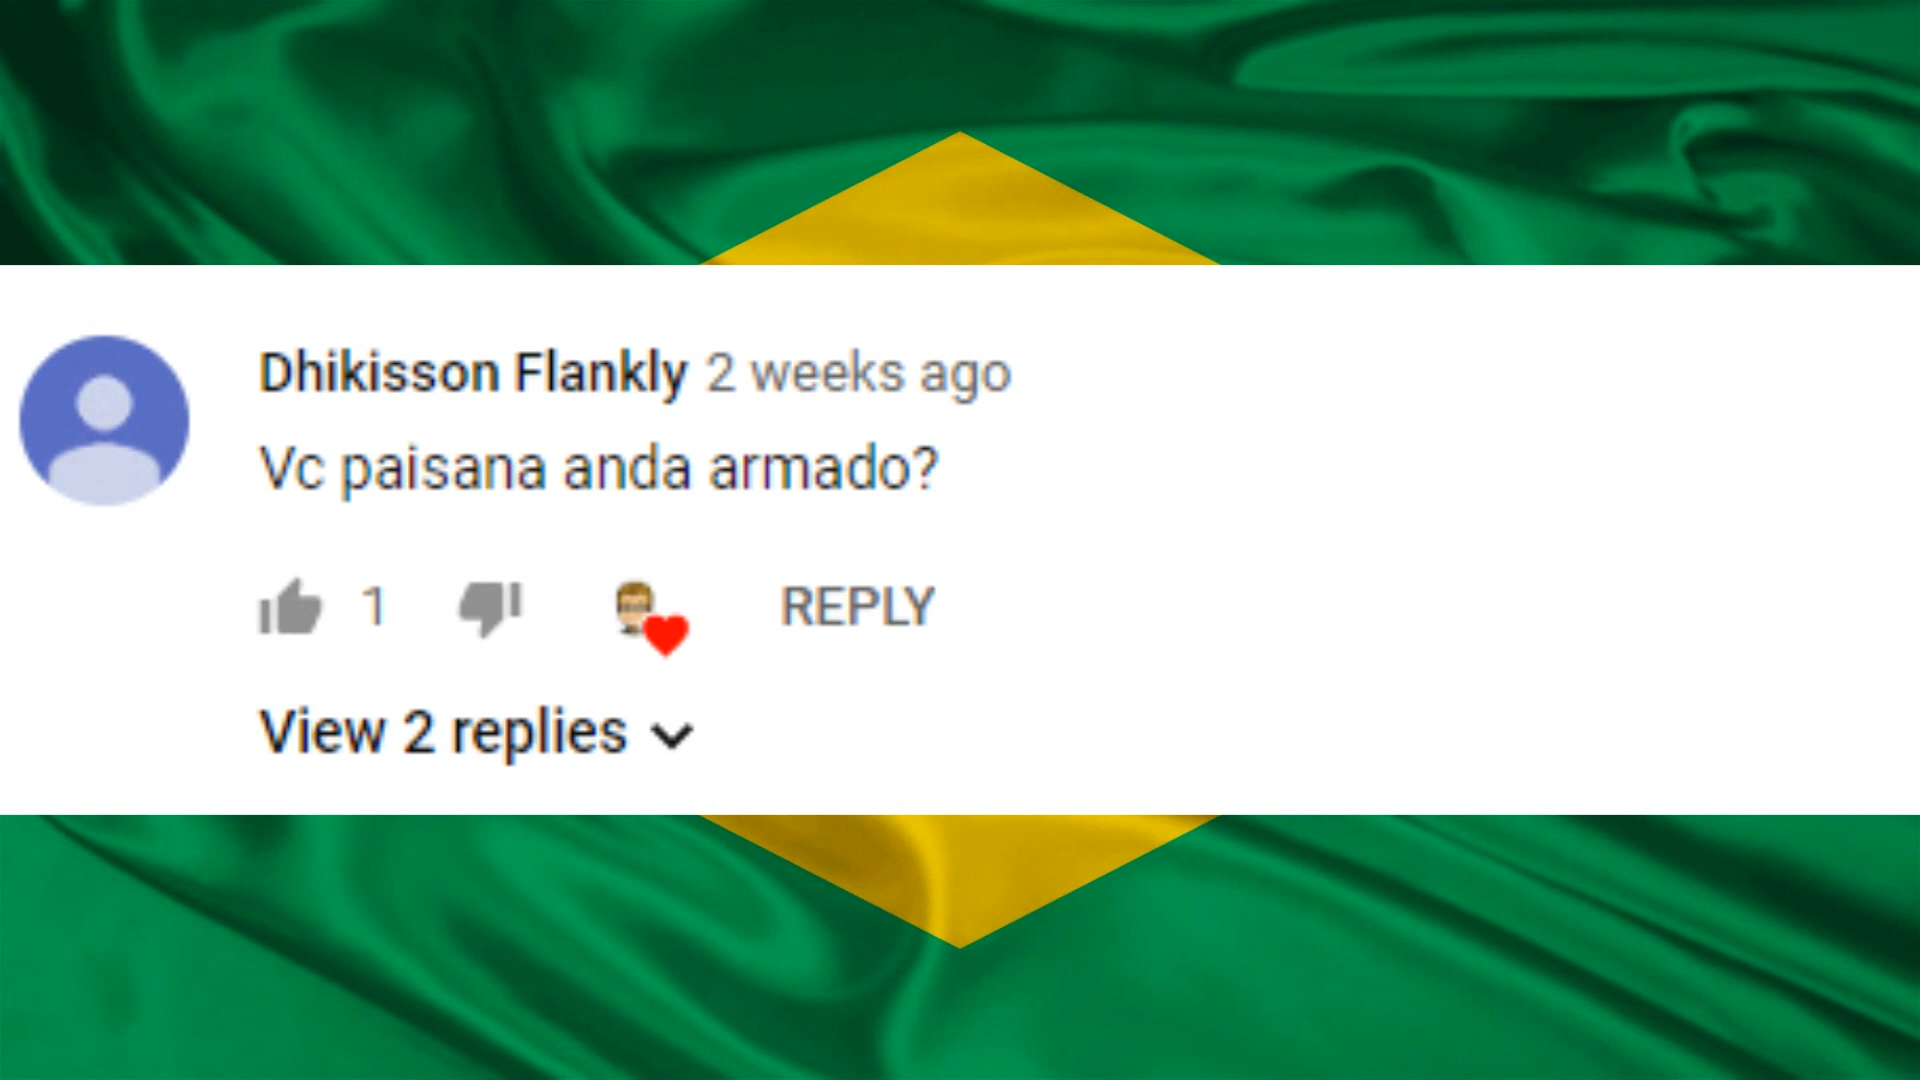 Dhikisson Flankly 2 weeks ago
Vc paisana anda armado?
1 REPLY
View 2 replies